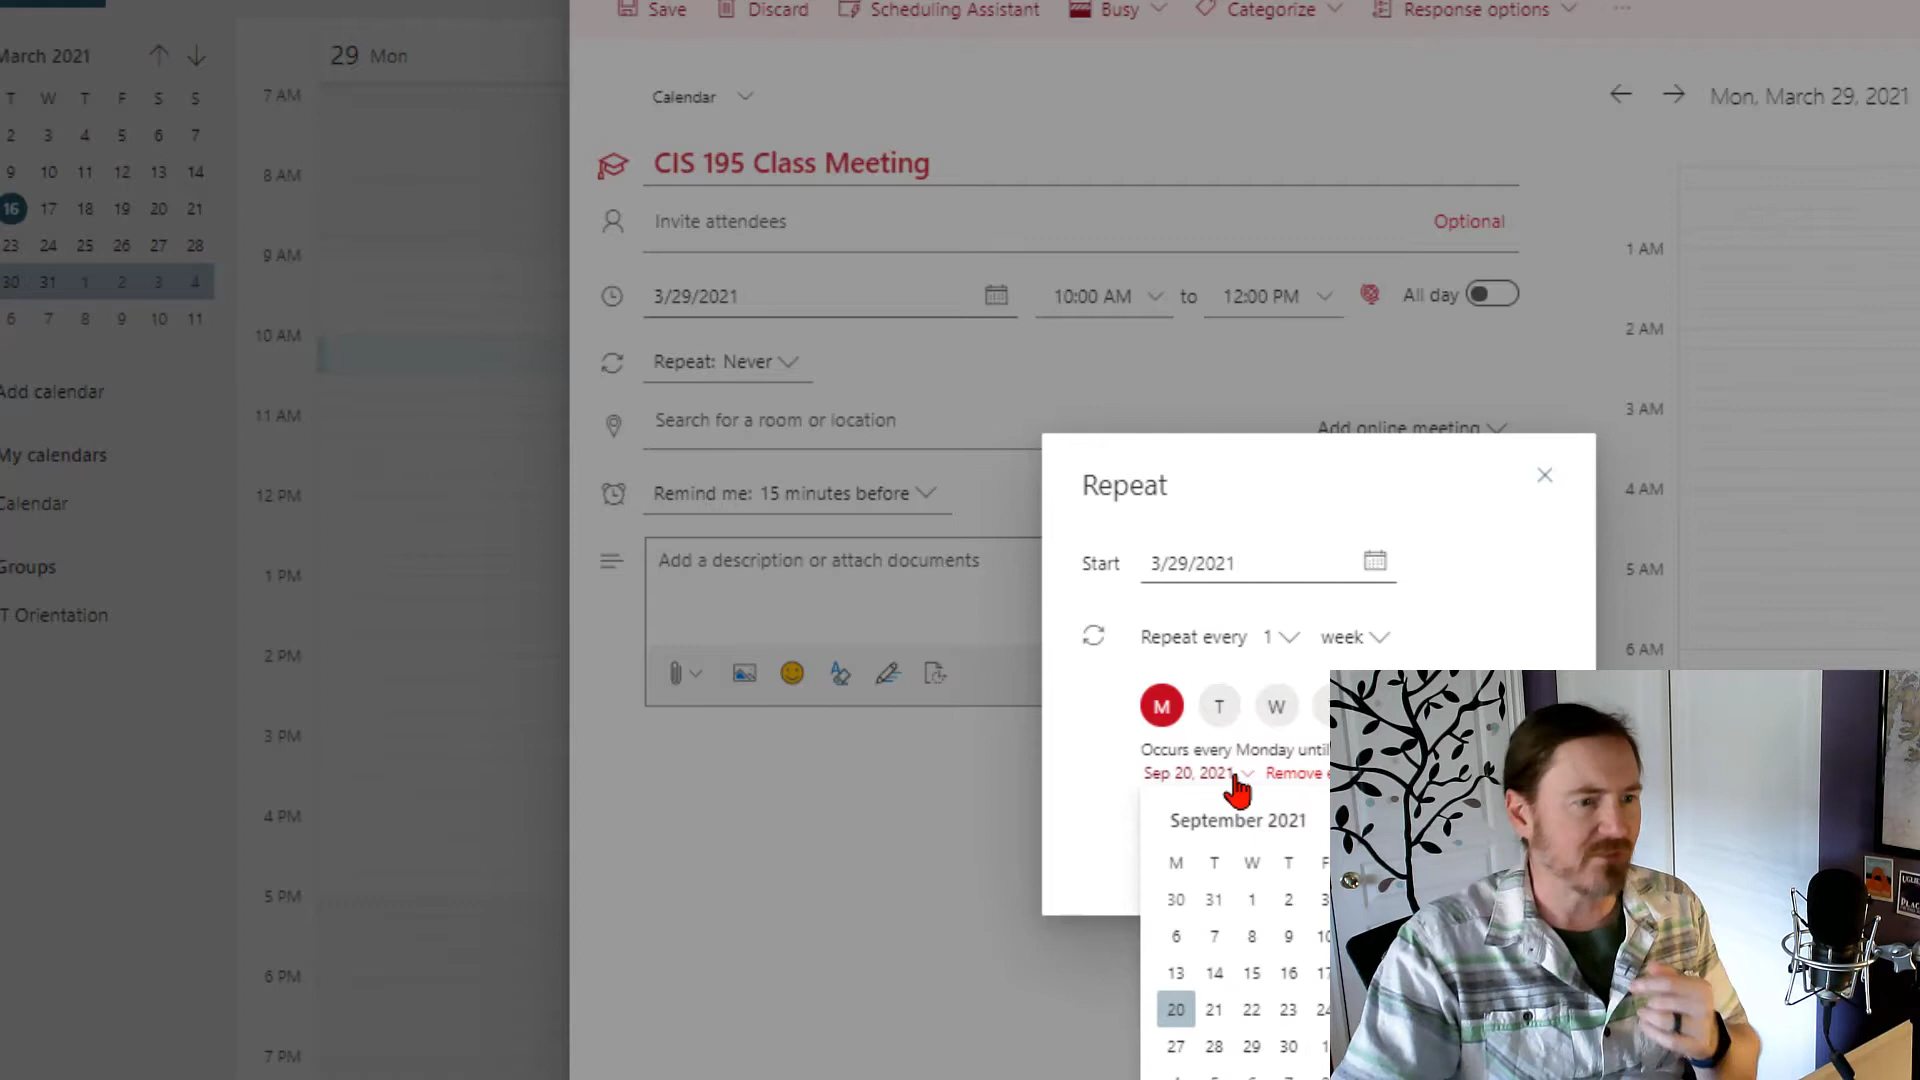 Save Discard Scheduling Assistant Busy Categorize Response options
March 2021
29 Mon
Calendar
Mon, March 29, 2021
T W T F S S
2 3 4 5 6 7
9 10 11 12 13 14
16 17 18 19 20 21
23 24 25 26 27 28
30 31 1 2 3 4
6 7 8 9 10 11
Add calendar
My calendars
Calendar
Groups
IT Orientation
7 AM
8 AM
9 AM
10 AM
11 AM
12 PM
1 PM
2 PM
3 PM
4 PM
5 PM
6 PM
7 PM
CIS 195 Class Meeting
Invite attendees Optional
3/29/2021 10:00 AM to 12:00 PM All day
Repeat: Never
Search for a room or location
Add online meeting
Remind me: 15 minutes before
Add a description or attach documents
1 AM
2 AM
3 AM
4 AM
5 AM
6 AM
Repeat
Start 3/29/2021
Repeat every 1 week
M T W
Occurs every Monday until
Sep 20, 2021 Remove
September 2021
M T W T F
30 31 1 2 3
6 7 8 9 10
13 14 15 16 17
20 21 22 23 24
27 28 29 30 1